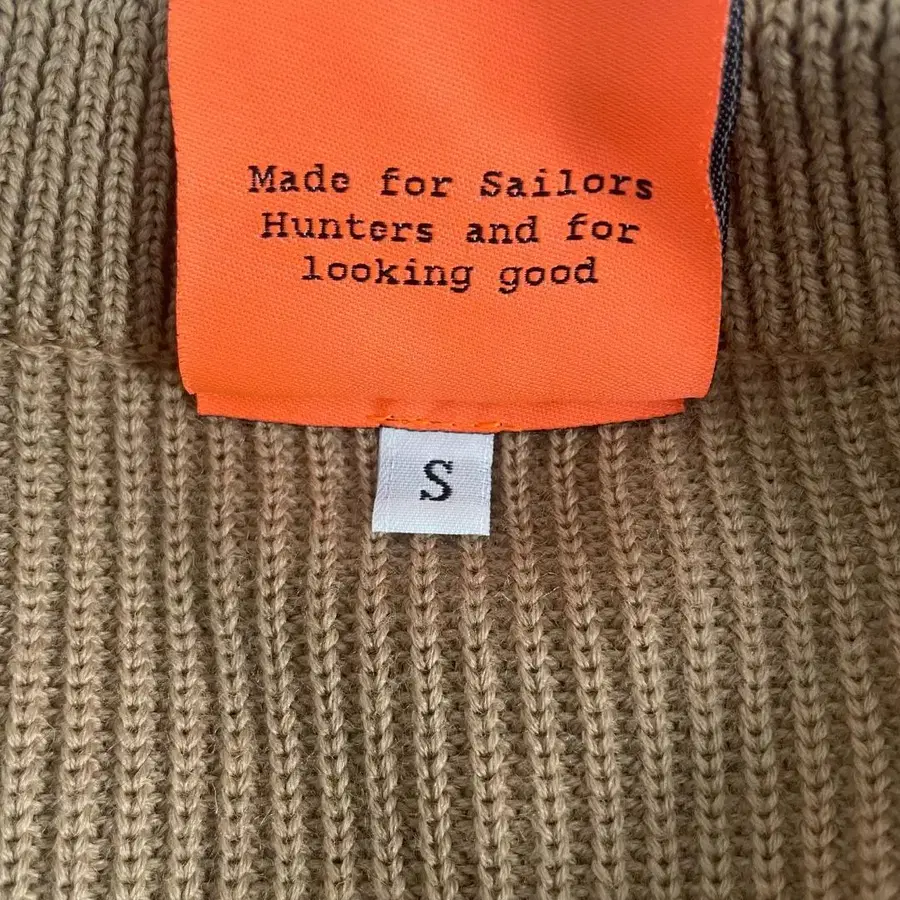 Made for Sailors
Hunters and for
looking good
S